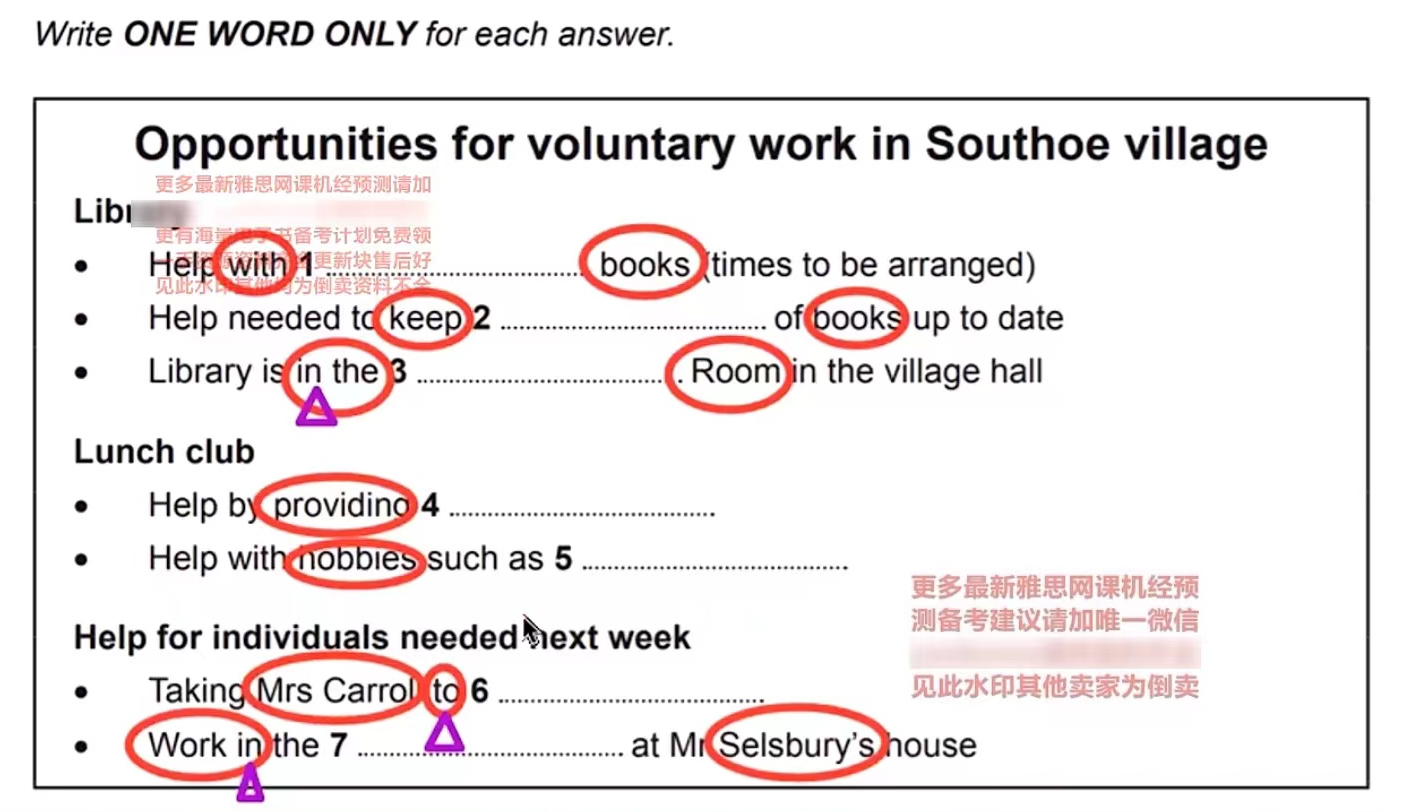 Write ONE WORD ONLY for each answer.
Opportunities for voluntary work in Southoe village
更多最新雅思网课机经预测请加
Library
更有海量电子书备考计划免费领
更新块售后好
• Help with 1 ........................................ books (times to be arranged)
见此水印其他均为倒卖资料不全
• Help needed to keep 2 ........................................ of books up to date
• Library is in the 3 ........................................ Room in the village hall
Lunch club
• Help by providing 4 ........................................
• Help with hobbies such as 5 ........................................
更多最新雅思网课机经预
测备考建议请加唯一微信
Help for individuals needed next week
见此水印其他卖家为倒卖
• Taking Mrs Carroll to 6 ........................................
• Work in the 7 ........................................ at Mr Selsbury's house